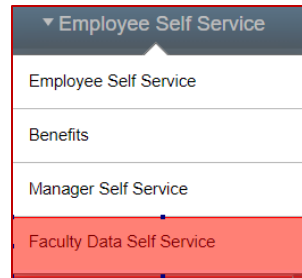 Employee Self Service
Employee Self Service
Benefits
Manager Self Service
Faculty Data Self Service